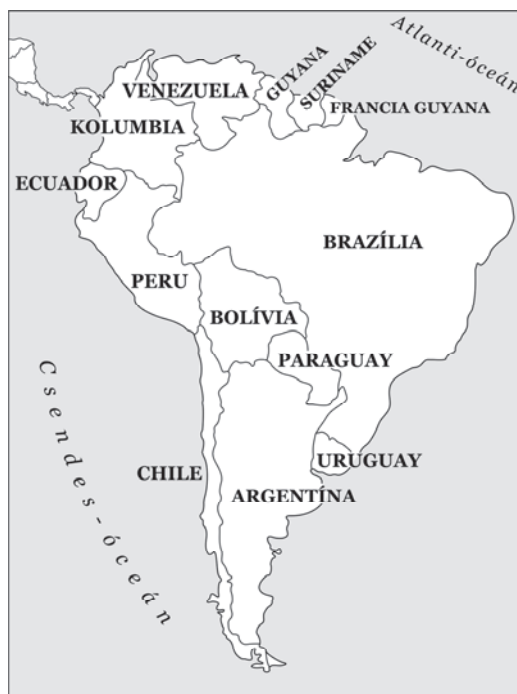 Atlanti-óceán
VENEZUELA
GUYANA
SURINAME
FRANCIA GUYANA
KOLUMBIA
ECUADOR
BRAZÍLIA
PERU
BOLÍVIA
PARAGUAY
Csendes-óceán
CHILE
URUGUAY
ARGENTÍNA